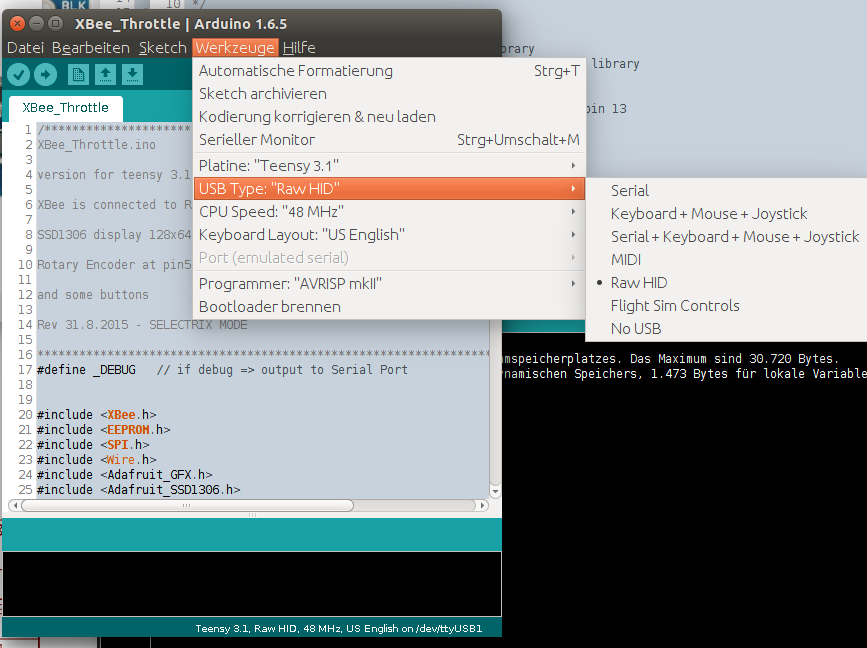 BLK
10 */
XBee_Throttle | Arduino 1.6.5
Datei Bearbeiten Sketch Werkzeuge Hilfe
Automatische Formatierung Strg+T
Sketch archivieren
Kodierung korrigieren & neu laden
Serieller Monitor Strg+Umschalt+M
Platine: "Teensy 3.1"
USB Type: "Raw HID"
CPU Speed: "48 MHz"
Keyboard Layout: "US English"
Port (emulated serial)
Programmer: "AVRISP mkII"
Bootloader brennen
Serial
Keyboard + Mouse + Joystick
Serial + Keyboard + Mouse + Joystick
MIDI
Raw HID
Flight Sim Controls
No USB
library
pin 13
XBee_Throttle
1 /**********************
2 XBee_Throttle.ino
3
4 version for teensy 3.1
5
6 XBee is connected to R
7
8 SSD1306 display 128x64
9
10 Rotary Encoder at pin5
11
12 and some buttons
13
14 Rev 31.8.2015 - SELECTRIX MODE
15
16 ****************************************************************
17 #define _DEBUG // if debug => output to Serial Port
18
19
20 #include <XBee.h>
21 #include <EEPROM.h>
22 #include <SPI.h>
23 #include <Wire.h>
24 #include <Adafruit_GFX.h>
25 #include <Adafruit_SSD1306.h>
mspeicherplatzes. Das Maximum sind 30.720 Bytes.
namischen Speichers, 1.473 Bytes für lokale Variable
Teensy 3.1, Raw HID, 48 MHz, US English on /dev/ttyUSB1